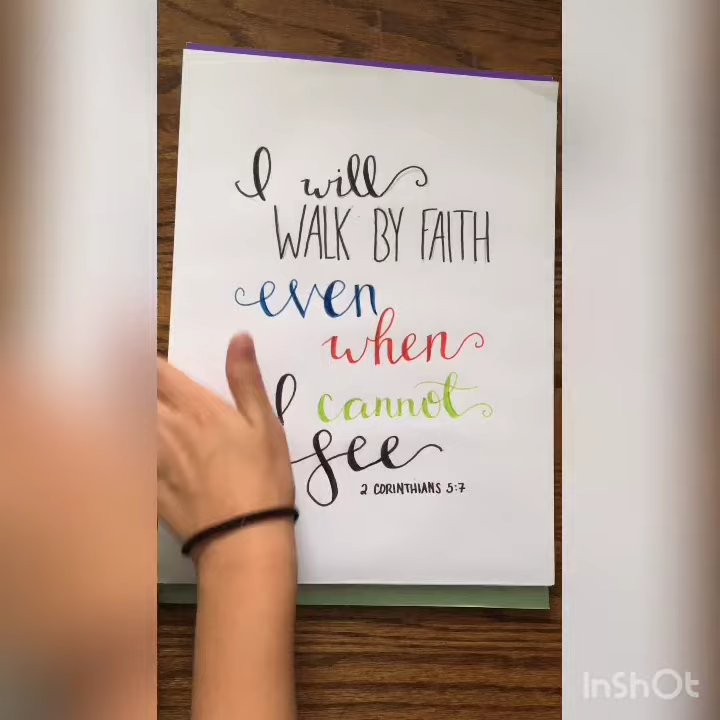 I will
WALK BY FAITH
even
when
I cannot
see
2 CORINTHIANS 5:7
InShOt